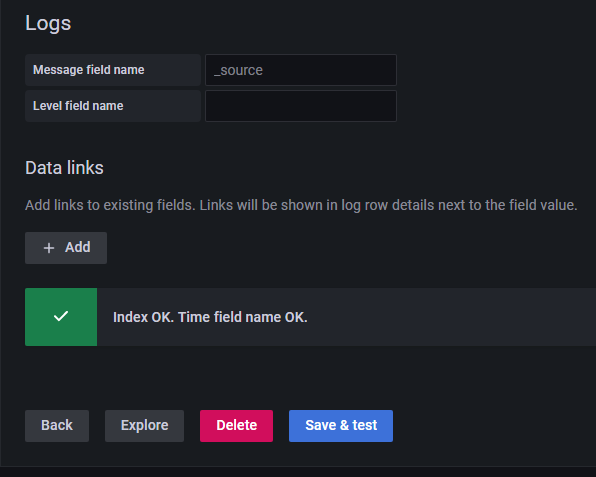 Logs
Message field name _source
Level field name
Data links
Add links to existing fields. Links will be shown in log row details next to the field value.
+ Add
Index OK. Time field name OK.
Back Explore Delete Save & test